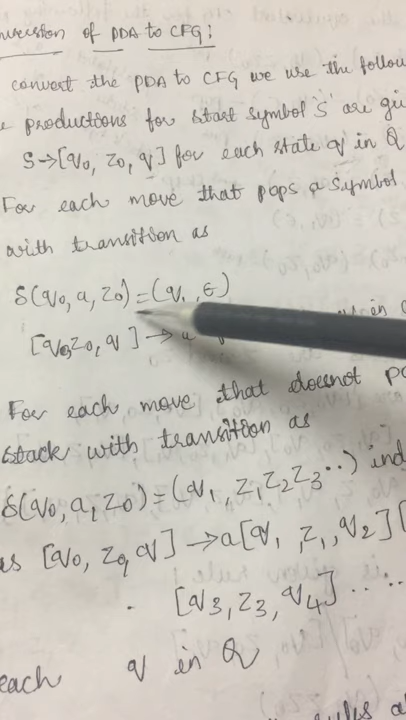 of PDA to CFG:
convert the PDA to CFG we use the
productions for start symbol 'S' are
S→[q0, z0, q] for each state q in Q
For each move that pops a symbol
with transition as
δ(q0, a, z0) = (q1, ε)
[q0 z0, q] →
For each move that doesnot
stack with transition as
δ(q0, a, z0) = (q1, z1 z2 z3 ..)
as [q0, z0, q] → a[q1, z1, q2] [
[q3, z3, q4] ....
each q in Q